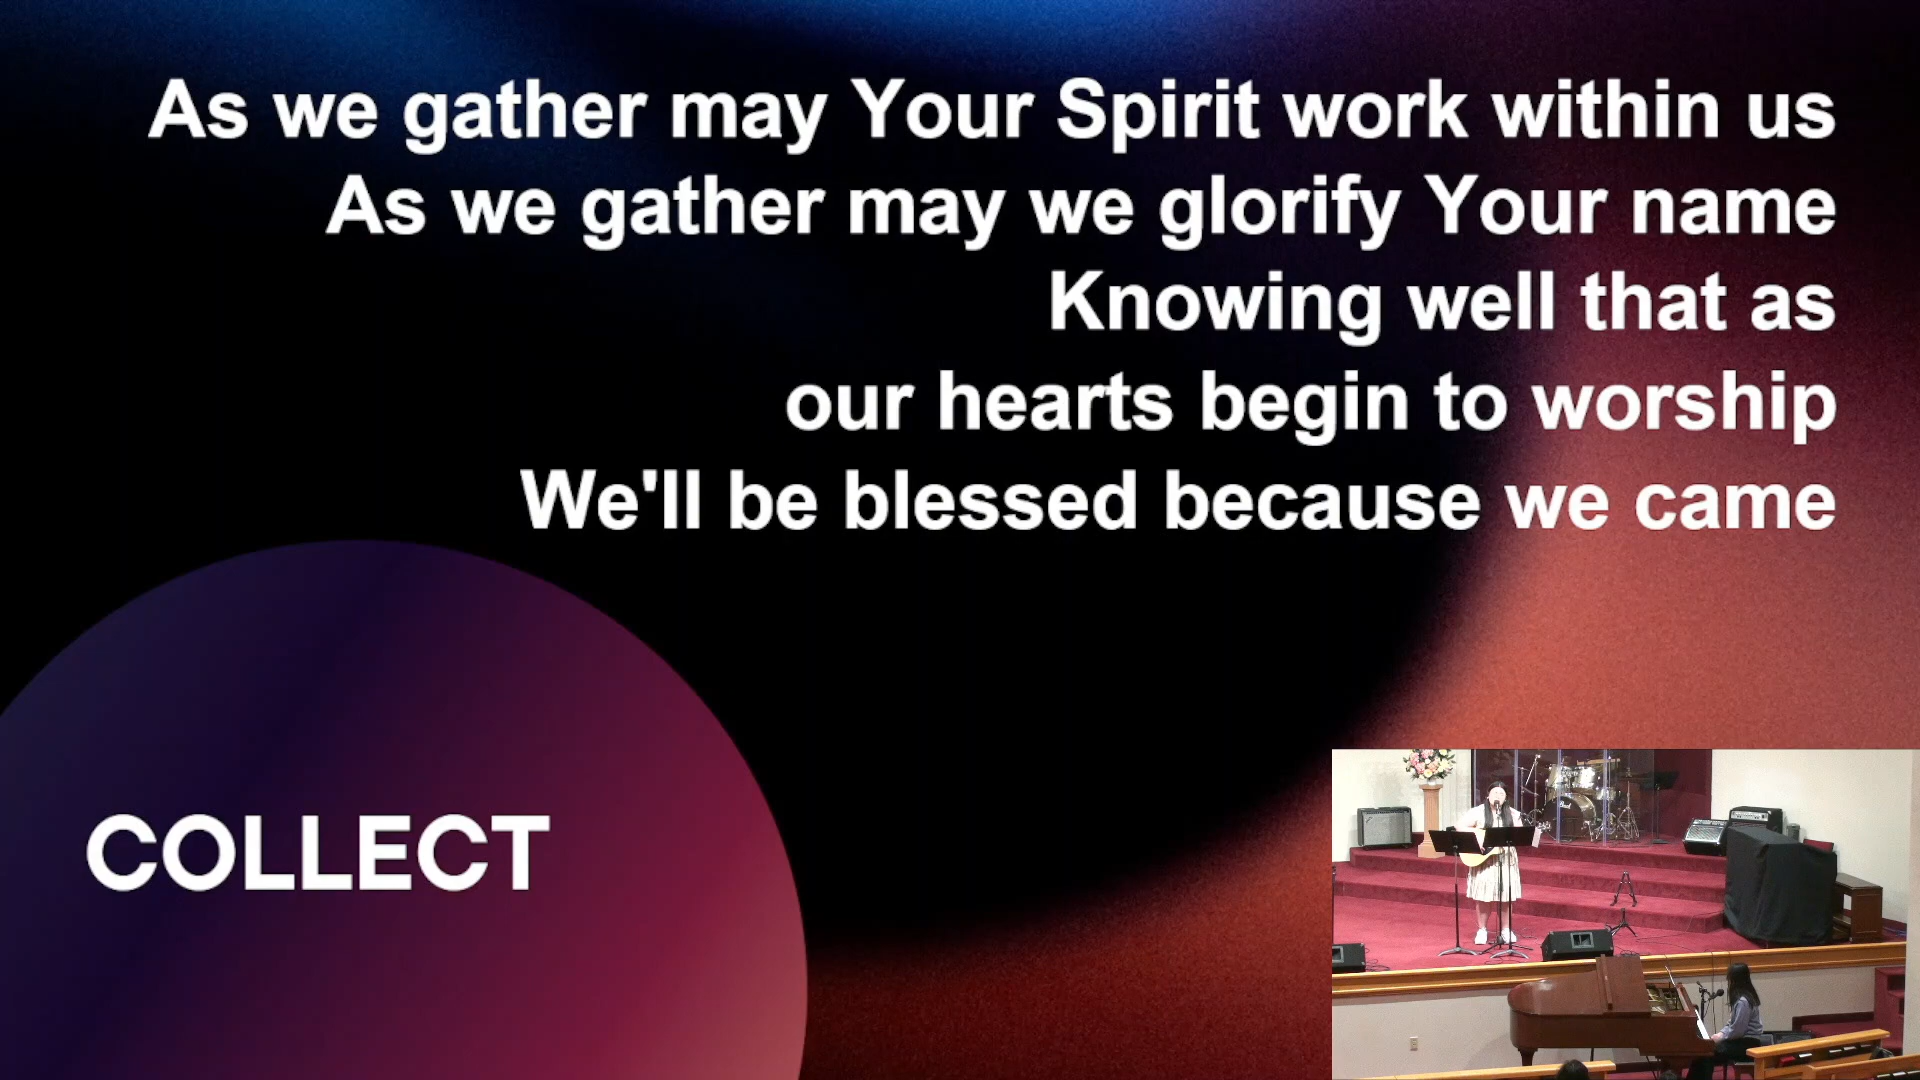 As we gather may Your Spirit work within us
As we gather may we glorify Your name
Knowing well that as
our hearts begin to worship
We'll be blessed because we came
COLLECT